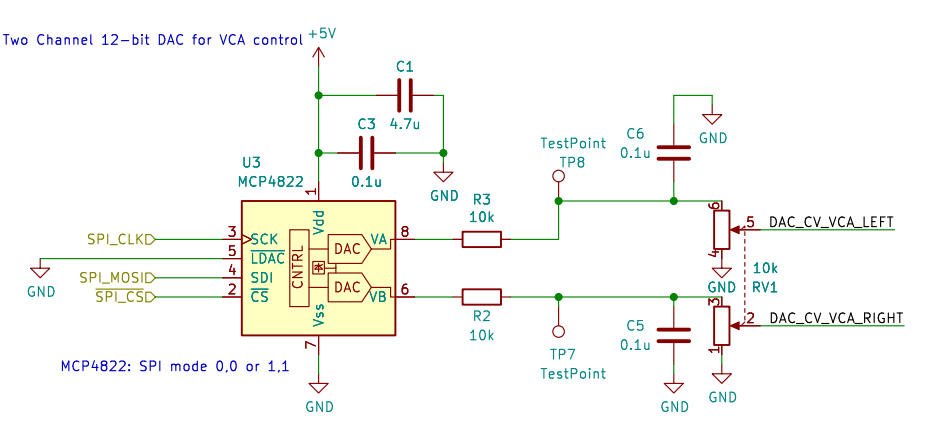 Two Channel 12-bit DAC for VCA control
+5V
C1
4.7u
C3
0.1u
GND
U3
MCP4822
1
Vdd
SPI_CLK
3
SCK
5
LDAC
GND
SPI_MOSI
4
SDI
SPI_CS
2
CS
CNTRL
DAC
DAC
VA
8
VB
6
Vss
7
GND
MCP4822: SPI mode 0,0 or 1,1
R3
10k
R2
10k
TestPoint
TP8
TP7
TestPoint
C6
0.1u
GND
C5
0.1u
GND
6
5
4
DAC_CV_VCA_LEFT
GND
10k
RV1
3
2
1
DAC_CV_VCA_RIGHT
GND